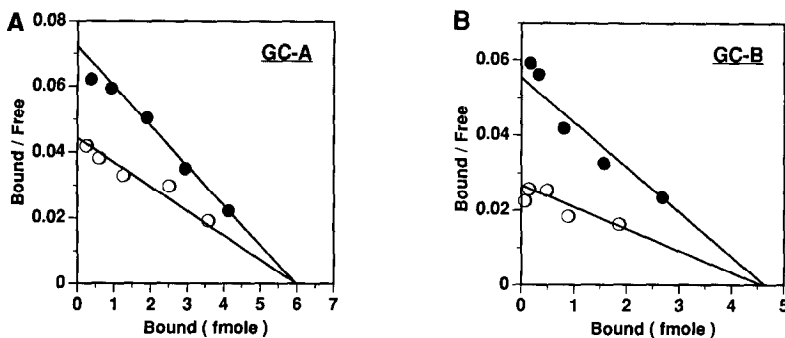 A
GC-A
0.08
0.06
0.04
0.02
0
Bound / Free
0 1 2 3 4 5 6 7
Bound ( fmole)
B
GC-B
0.06
0.04
0.02
0
Bound / Free
0 1 2 3 4 5
Bound ( fmole)